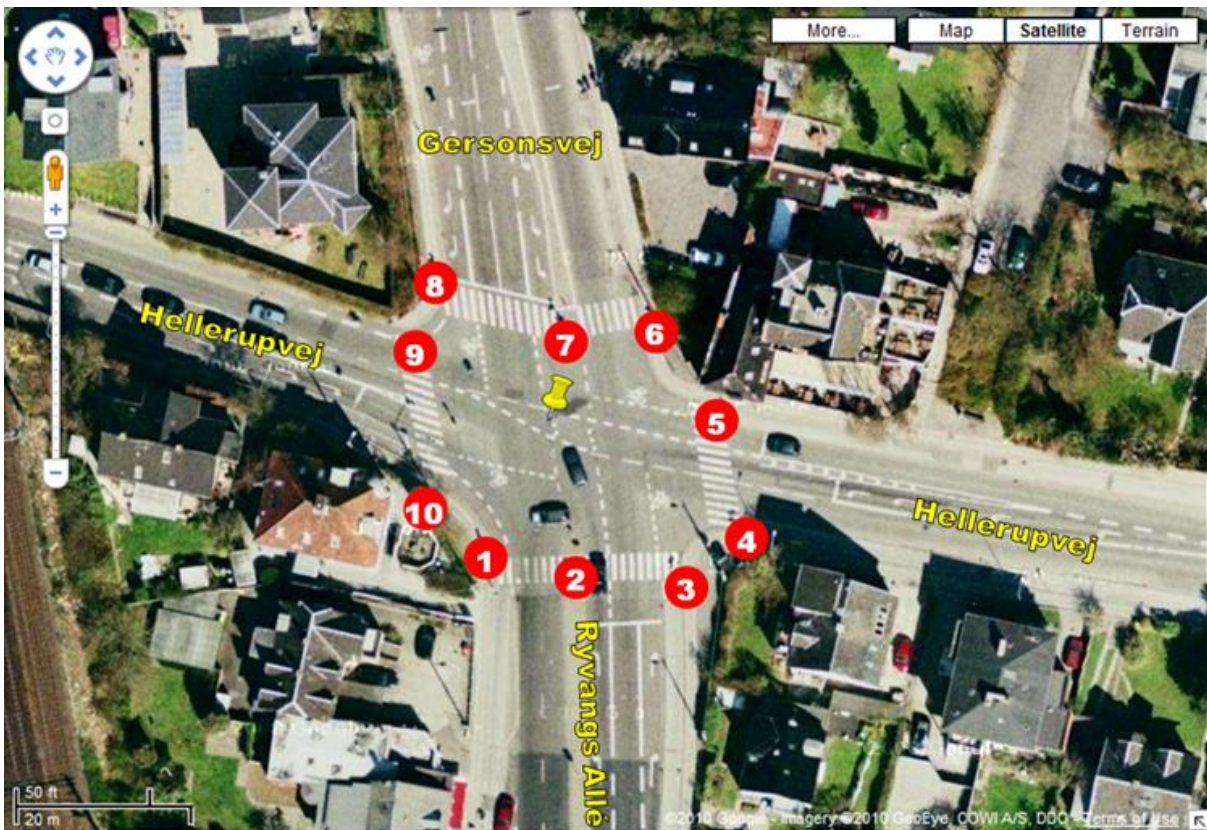 More... Map Satellite Terrain
Gersonsvej
8
Hellerupvej
9
7
6
5
10
Hellerupvej
4
1
2
3
Ryvangs Allé
50 ft
20 m
©2010 Google - Imagery ©2010 GeoEye, COWI A/S, DDO - Terms of Use